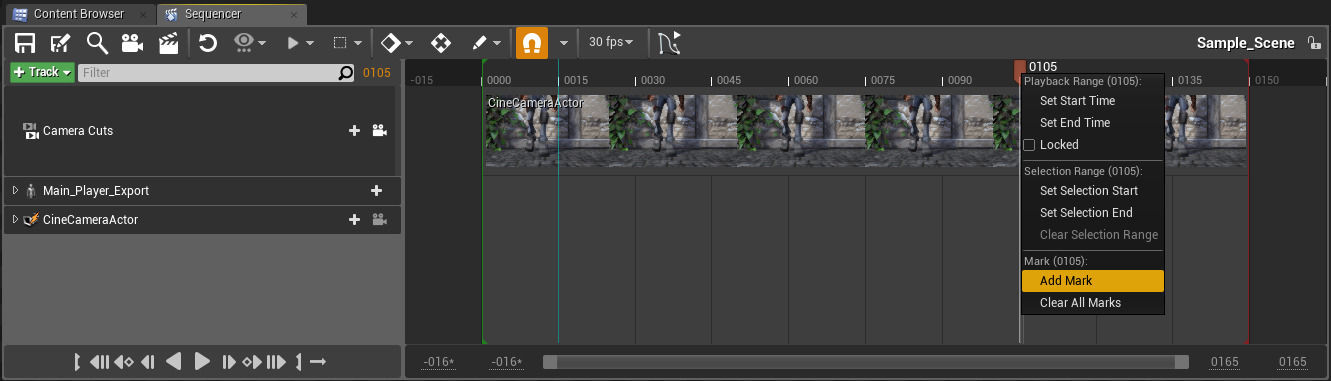 Content Browser
Sequencer
30 fps
Sample_Scene
Track
Filter
0105
-015
0000
0015
0030
0045
0060
0075
0090
0105
0135
0150
CineCameraActor
Camera Cuts
Main_Player_Export
CineCameraActor
Playback Range (0105):
Set Start Time
Set End Time
Locked
Selection Range (0105):
Set Selection Start
Set Selection End
Clear Selection Range
Mark (0105):
Add Mark
Clear All Marks
-016*
-016*
0165
0165